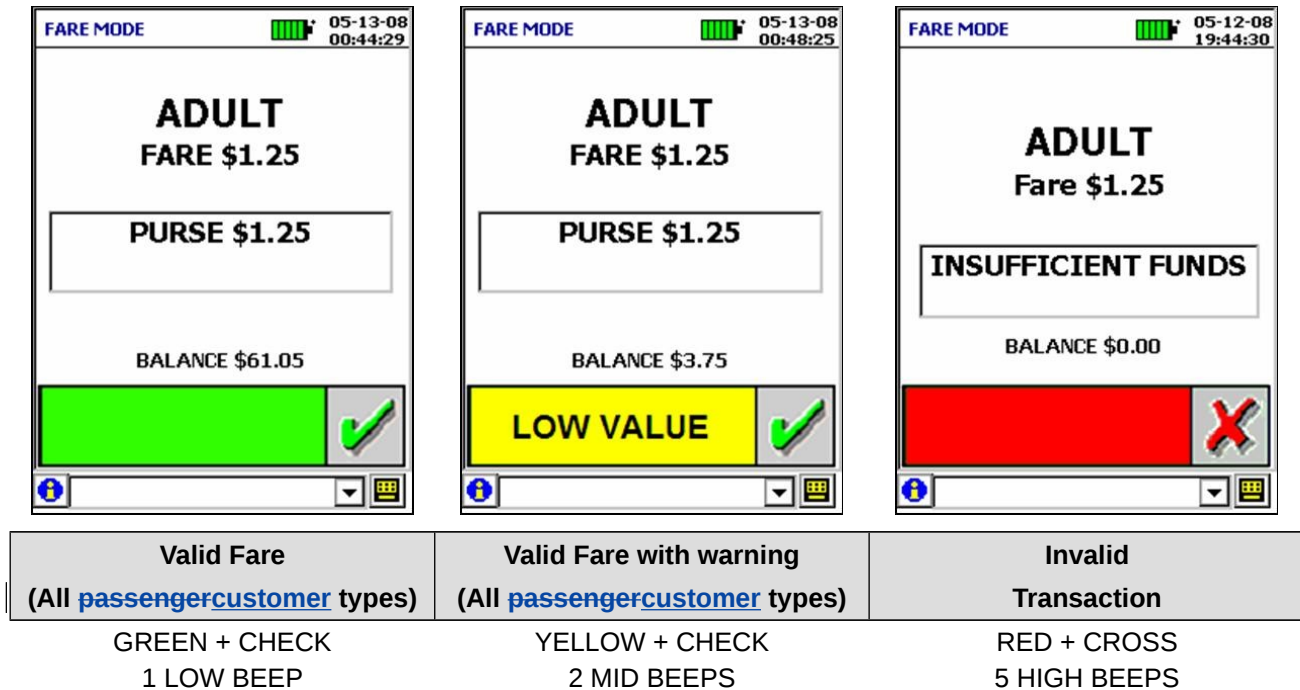 FARE MODE 05-13-08
00:44:29
ADULT
FARE $1.25
PURSE $1.25
BALANCE $61.05
FARE MODE 05-13-08
00:48:25
ADULT
FARE $1.25
PURSE $1.25
BALANCE $3.75
LOW VALUE
FARE MODE 05-12-08
19:44:30
ADULT
Fare $1.25
INSUFFICIENT FUNDS
BALANCE $0.00
Valid Fare
(All passengercustomer types)
Valid Fare with warning
(All passengercustomer types)
Invalid
Transaction
GREEN + CHECK
1 LOW BEEP
YELLOW + CHECK
2 MID BEEPS
RED + CROSS
5 HIGH BEEPS